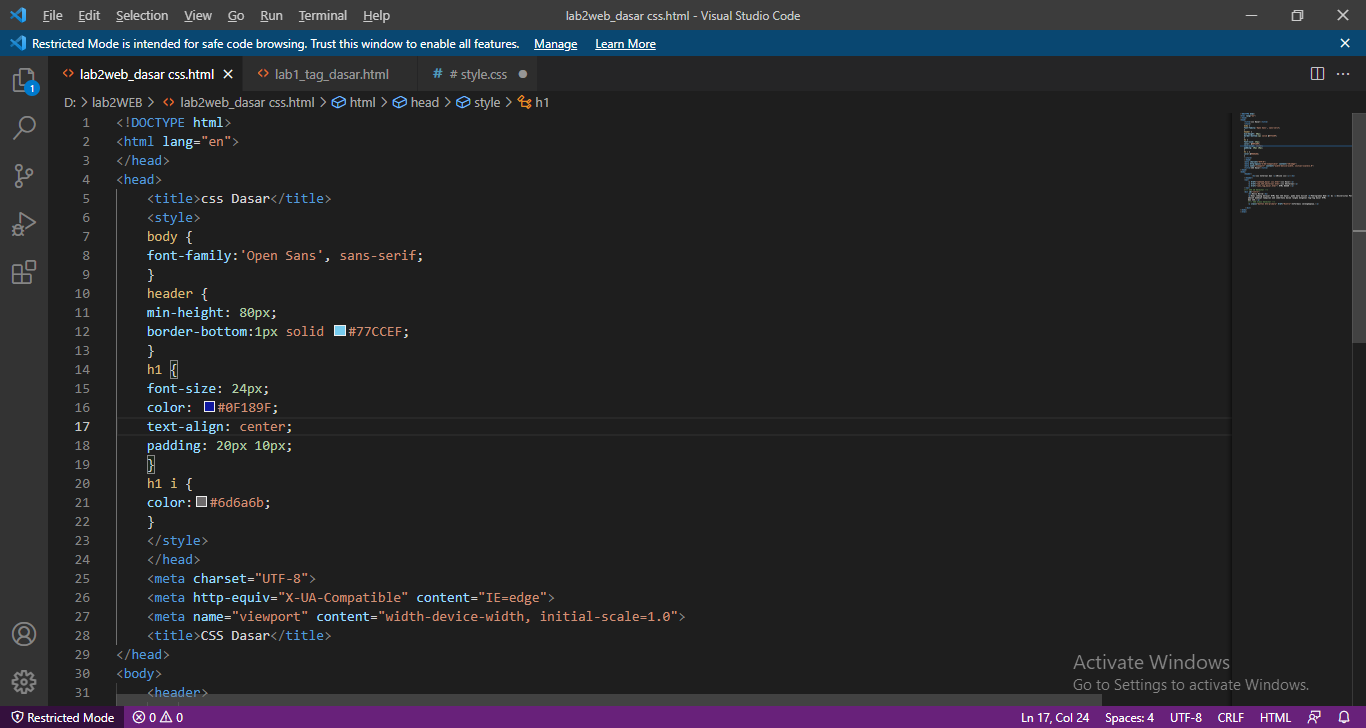 File Edit Selection View Go Run Terminal Help lab2web_dasar css.html - Visual Studio Code
Restricted Mode is intended for safe code browsing. Trust this window to enable all features. Manage Learn More
lab2web_dasar css.html lab1_tag_dasar.html # # style.css
1
D: > lab2WEB > lab2web_dasar css.html > html > head > style > h1
1 <!DOCTYPE html>
2 <html lang="en">
3 </head>
4 <head>
5 <title>css Dasar</title>
6 <style>
7 body {
8 font-family:'Open Sans', sans-serif;
9 }
10 header {
11 min-height: 80px;
12 border-bottom:1px solid #77CCEF;
13 }
14 h1 {
15 font-size: 24px;
16 color: #0F189F;
17 text-align: center;
18 padding: 20px 10px;
19 }
20 h1 i {
21 color:#6d6a6b;
22 }
23 </style>
24 </head>
25 <meta charset="UTF-8">
26 <meta http-equiv="X-UA-Compatible" content="IE=edge">
27 <meta name="viewport" content="width-device-width, initial-scale=1.0">
28 <title>CSS Dasar</title>
29 </head>
30 <body>
31 <header>
Activate Windows
Go to Settings to activate Windows.
Restricted Mode 0 0 Ln 17, Col 24 Spaces: 4 UTF-8 CRLF HTML